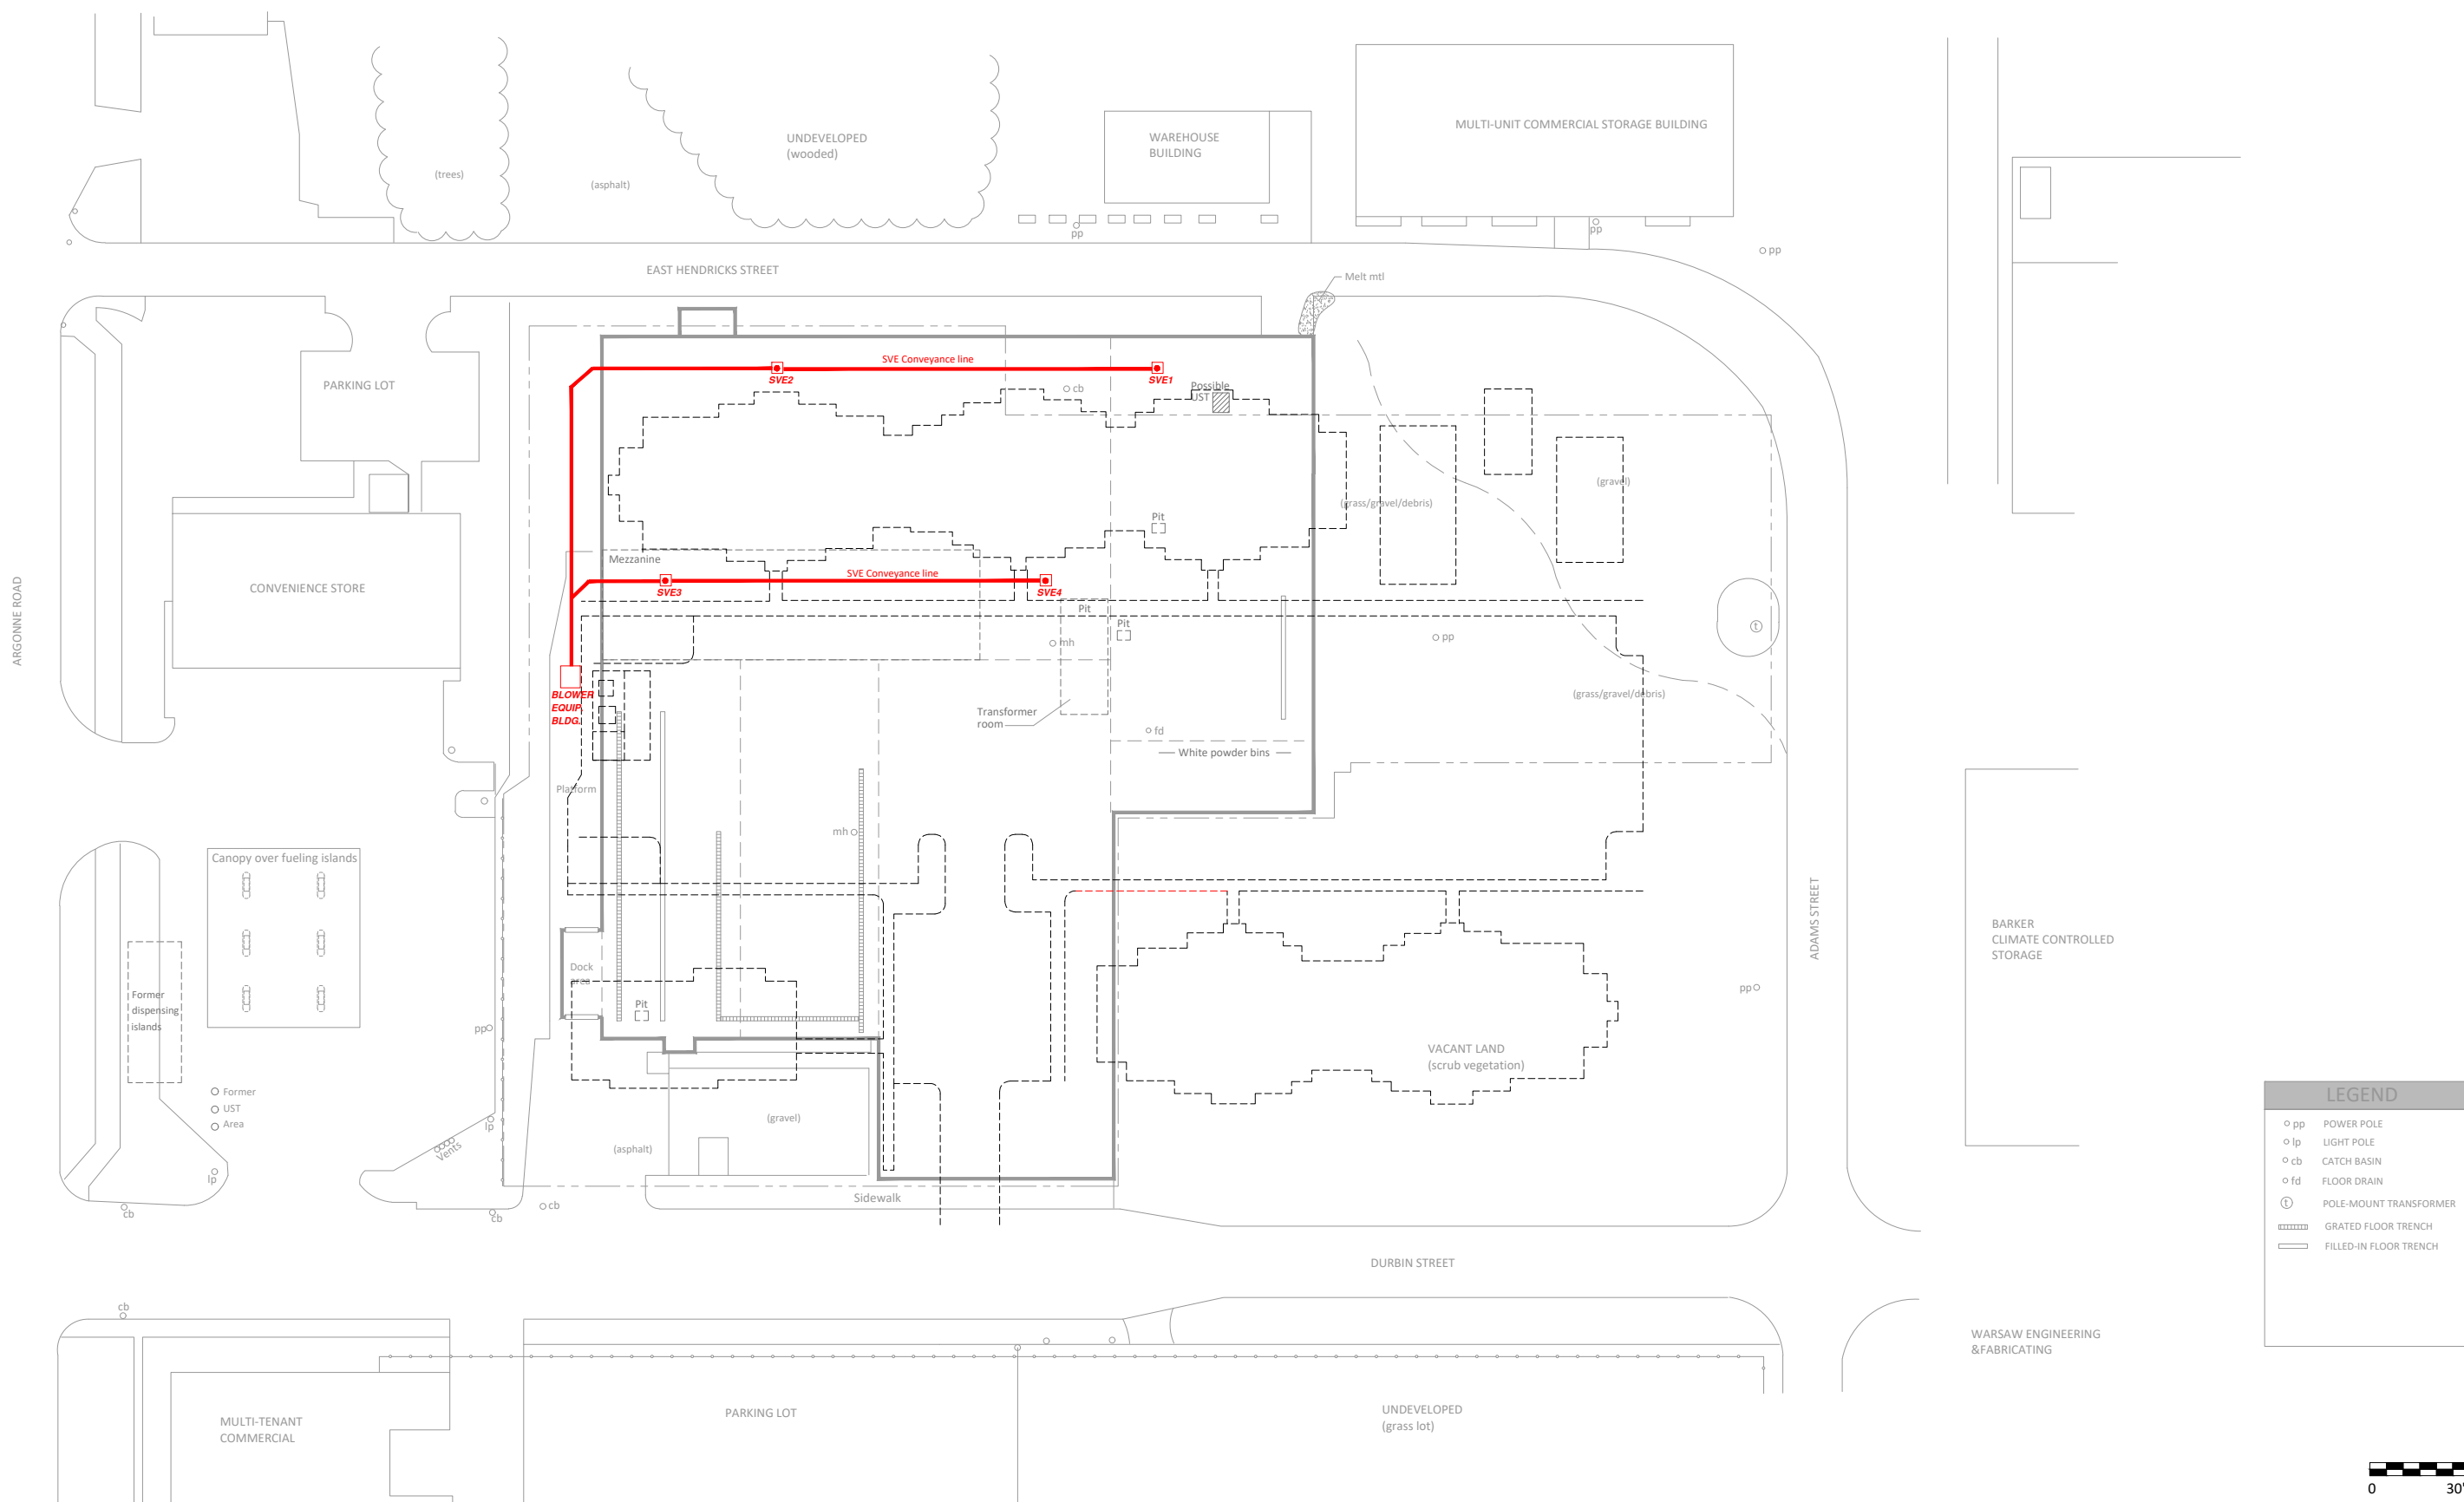 MULTI-UNIT COMMERCIAL STORAGE BUILDING
UNDEVELOPED
(wooded)
WAREHOUSE
BUILDING
(trees)
(asphalt)
pp
pp
pp
EAST HENDRICKS STREET
Melt mtl
SVE Conveyance line
SVE2
SVE1
PARKING LOT
cb
Possible
UST
(gravel)
(grass/gravel/debris)
Pit
Mezzanine
SVE Conveyance line
SVE3
SVE4
CONVENIENCE STORE
ARGONNE ROAD
Pit
Pit
mh
pp
t
BLOWER
EQUIP.
BLDG.
(grass/gravel/debris)
Transformer
room
fd
White powder bins
Platform
mh
Canopy over fueling islands
ADAMS STREET
BARKER
CLIMATE CONTROLLED
STORAGE
Dock
area
Former
dispensing
islands
Pit
pp
pp
VACANT LAND
(scrub vegetation)
Former
UST
Area
lp
Vents
(gravel)
(asphalt)
lp
Sidewalk
cb
cb
cb
LEGEND
pp POWER POLE
lp LIGHT POLE
cb CATCH BASIN
fd FLOOR DRAIN
t POLE-MOUNT TRANSFORMER
GRATED FLOOR TRENCH
FILLED-IN FLOOR TRENCH
DURBIN STREET
cb
WARSAW ENGINEERING
&FABRICATING
MULTI-TENANT
COMMERCIAL
PARKING LOT
UNDEVELOPED
(grass lot)
0 30'